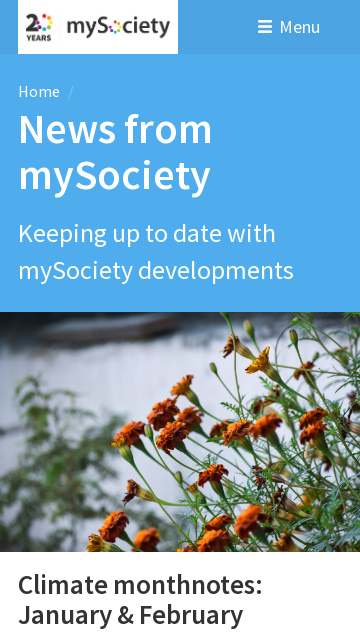 20 YEARS mySociety
Menu
Home /
News from
mySociety
Keeping up to date with
mySociety developments
Climate monthnotes:
January & February